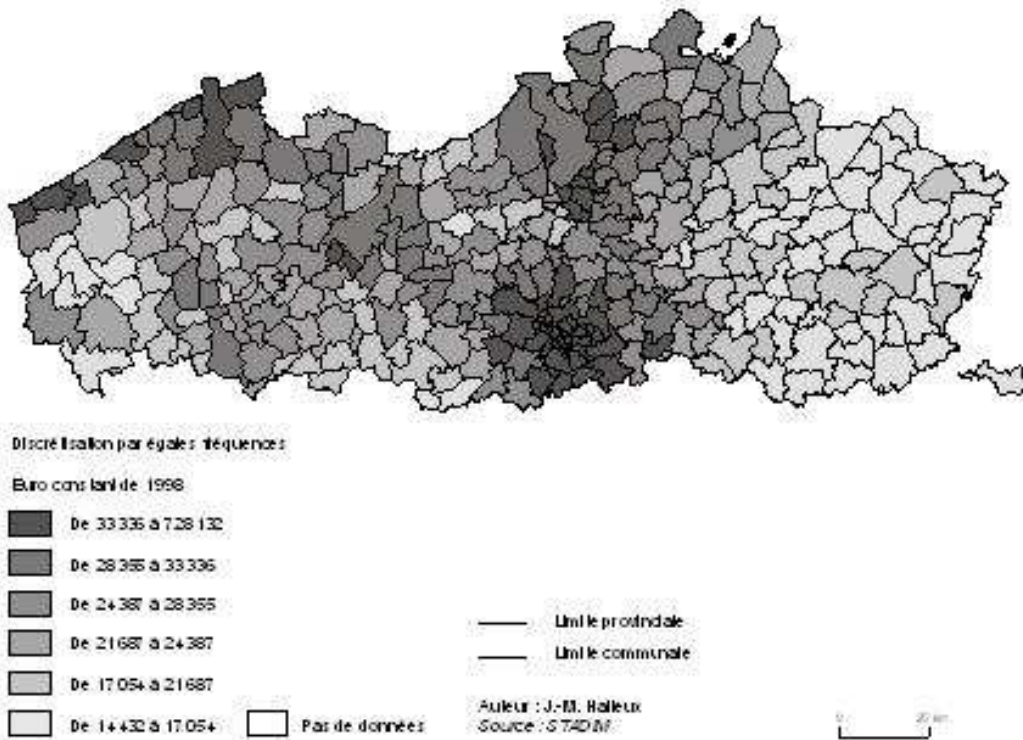 Discrétisation par égales fréquences
Euro constant de 1998
De 33 336 à 728 132
De 28 355 à 33 336
De 24 387 à 28 355
De 21 687 à 24 387
De 17 054 à 21 687
De 14 432 à 17 054
Pas de données
Limite provinciale
Limite communale
Auteur : J.-M. Halleux
Source : STADIM
0 20 km